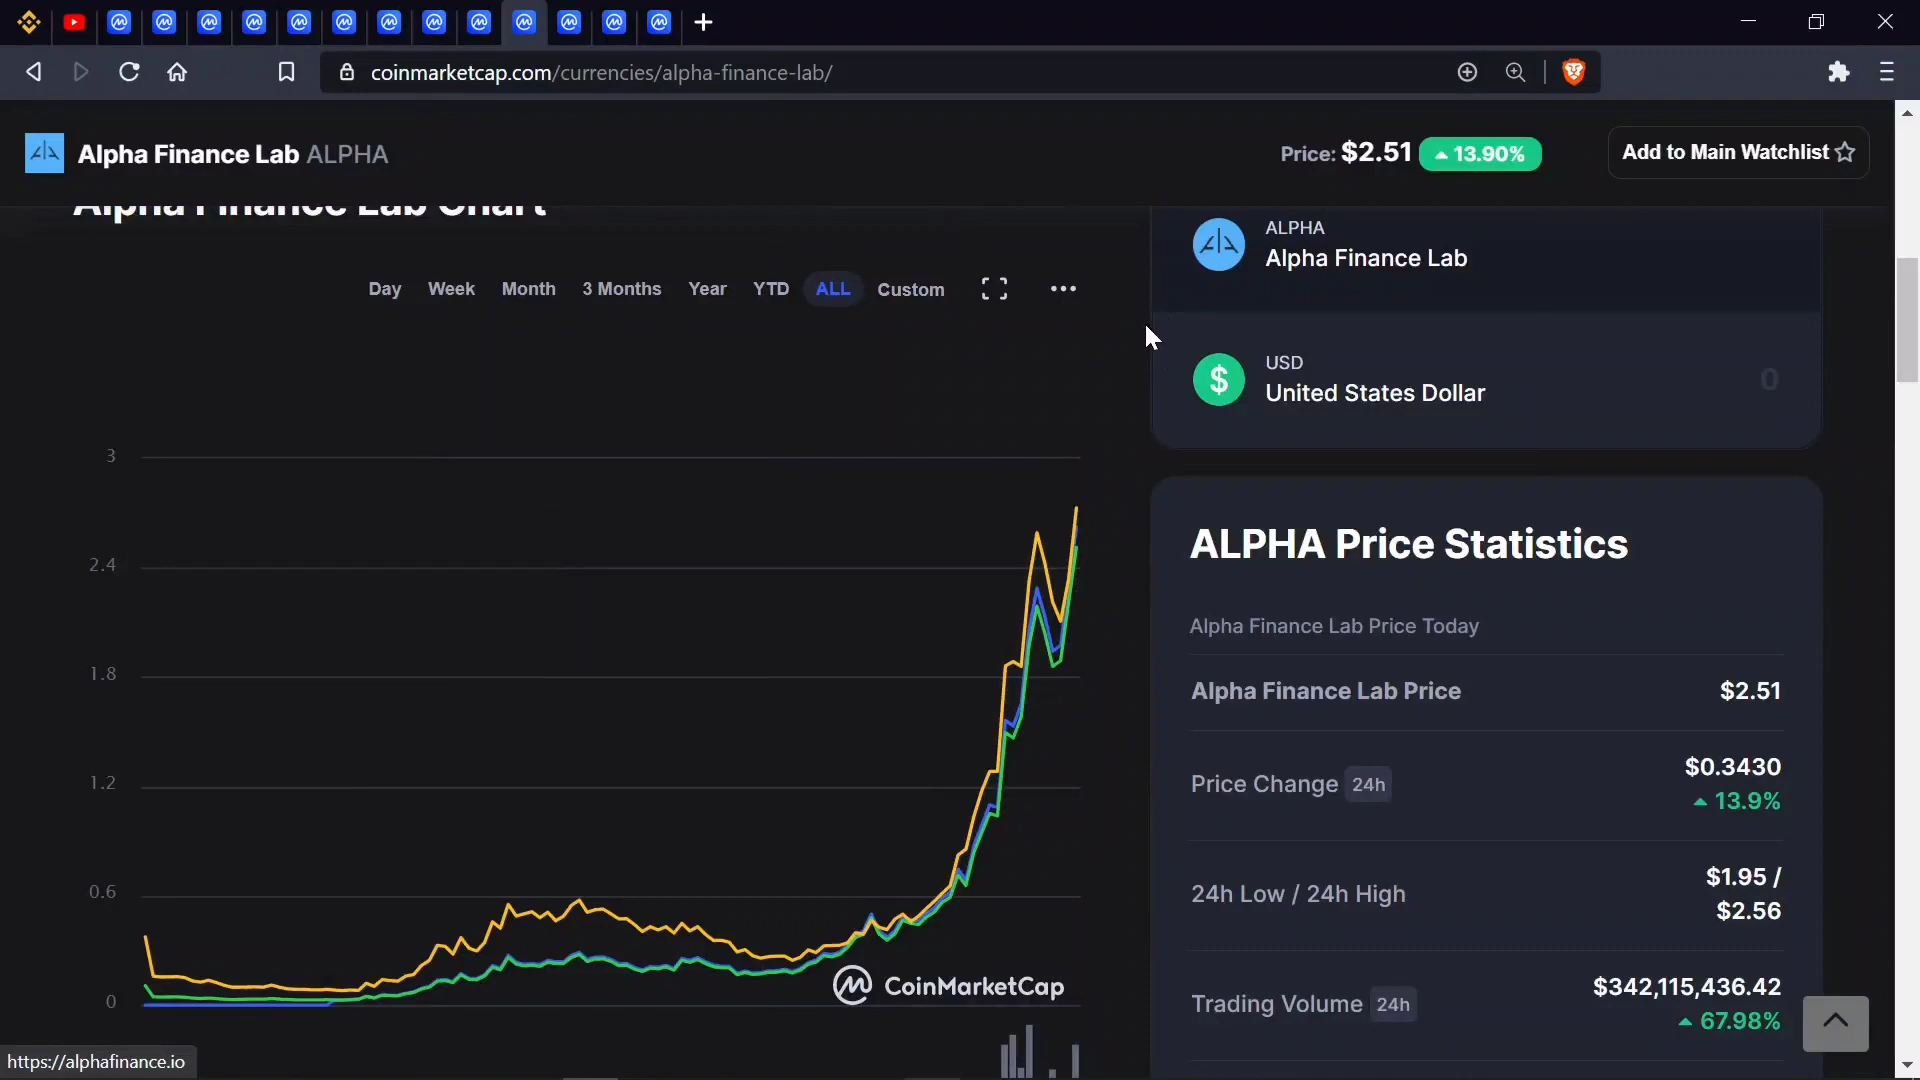 coinmarketcap.com/currencies/alpha-finance-lab/
Alpha Finance Lab ALPHA
Price: $2.51 13.90%
Add to Main Watchlist
Alpha Finance Lab Chart
Day Week Month 3 Months Year YTD ALL Custom
3
2.4
1.8
1.2
0.6
0
CoinMarketCap
ALPHA
Alpha Finance Lab
USD
United States Dollar
0
ALPHA Price Statistics
Alpha Finance Lab Price Today
Alpha Finance Lab Price $2.51
Price Change 24h $0.3430
13.9%
24h Low / 24h High $1.95 /
$2.56
Trading Volume 24h $342,115,436.42
67.98%
https://alphafinance.io